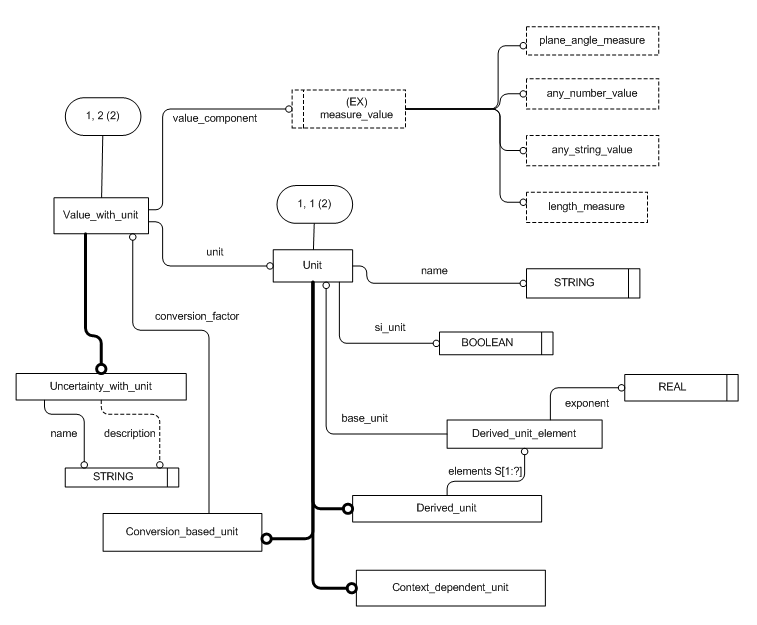 plane_angle_measure
any_number_value
(EX)
measure_value
value_component
1, 2 (2)
any_string_value
length_measure
1, 1 (2)
Value_with_unit
unit
Unit
name
STRING
conversion_factor
si_unit
BOOLEAN
Uncertainty_with_unit
REAL
exponent
base_unit
name
description
Derived_unit_element
elements S[1:?]
STRING
Derived_unit
Conversion_based_unit
Context_dependent_unit